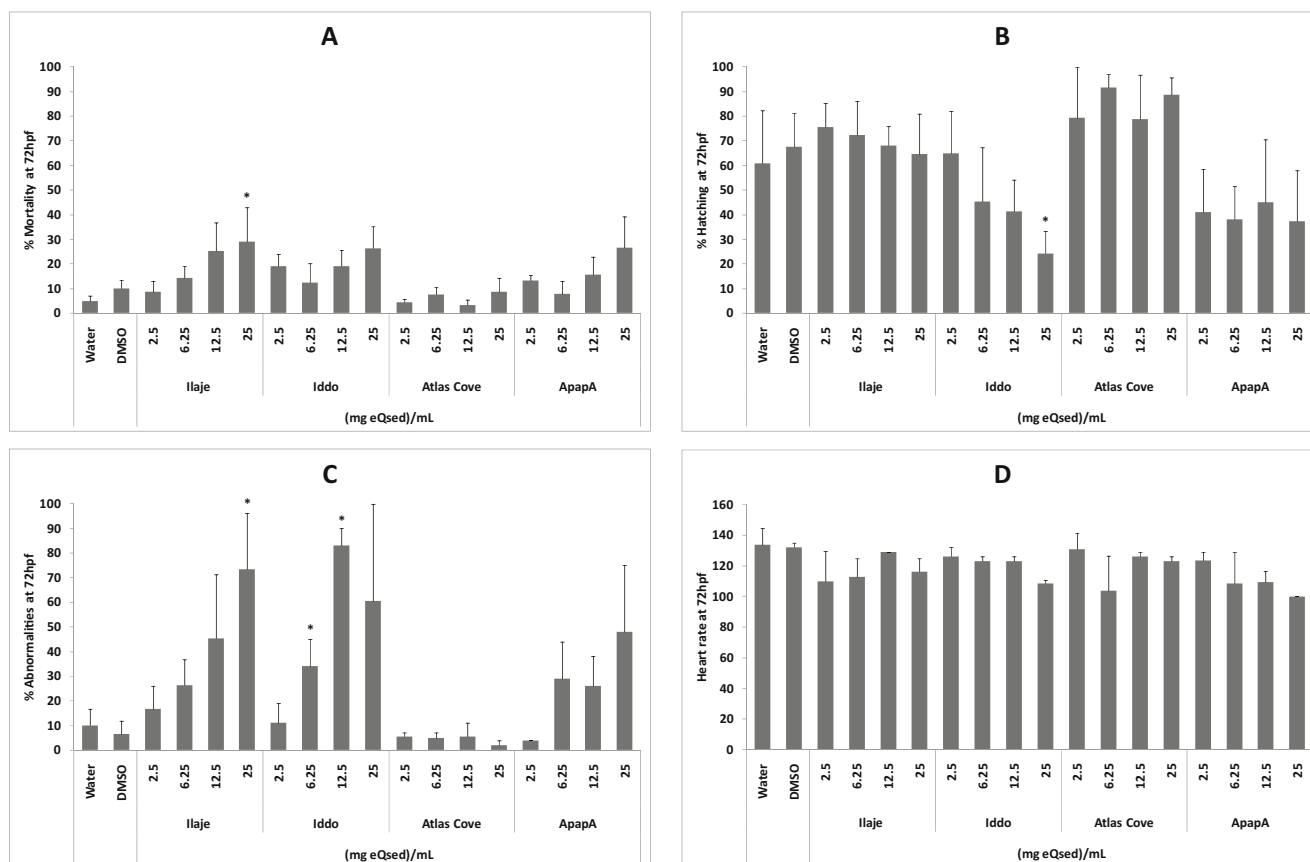 A
% Mortality at 72hpf
100
90
80
70
60
50
40
30
20
10
0
*
Water DMSO 2.5 6.25 12.5 25 2.5 6.25 12.5 25 2.5 6.25 12.5 25 2.5 6.25 12.5 25
Ilaje Iddo Atlas Cove ApapA
(mg eQsed)/mL
B
% Hatching at 72hpf
100
90
80
70
60
50
40
30
20
10
0
*
Water DMSO 2.5 6.25 12.5 25 2.5 6.25 12.5 25 2.5 6.25 12.5 25 2.5 6.25 12.5 25
Ilaje Iddo Atlas Cove ApapA
(mg eQsed)/mL
C
% Abnormalities at 72hpf
100
90
80
70
60
50
40
30
20
10
0
* * *
Water DMSO 2.5 6.25 12.5 25 2.5 6.25 12.5 25 2.5 6.25 12.5 25 2.5 6.25 12.5 25
Ilaje Iddo Atlas Cove ApapA
(mg eQsed)/mL
D
Heart rate at 72hpf
160
140
120
100
80
60
40
20
0
Water DMSO 2.5 6.25 12.5 25 2.5 6.25 12.5 25 2.5 6.25 12.5 25 2.5 6.25 12.5 25
Ilaje Iddo Atlas Cove ApapA
(mg eQsed)/mL